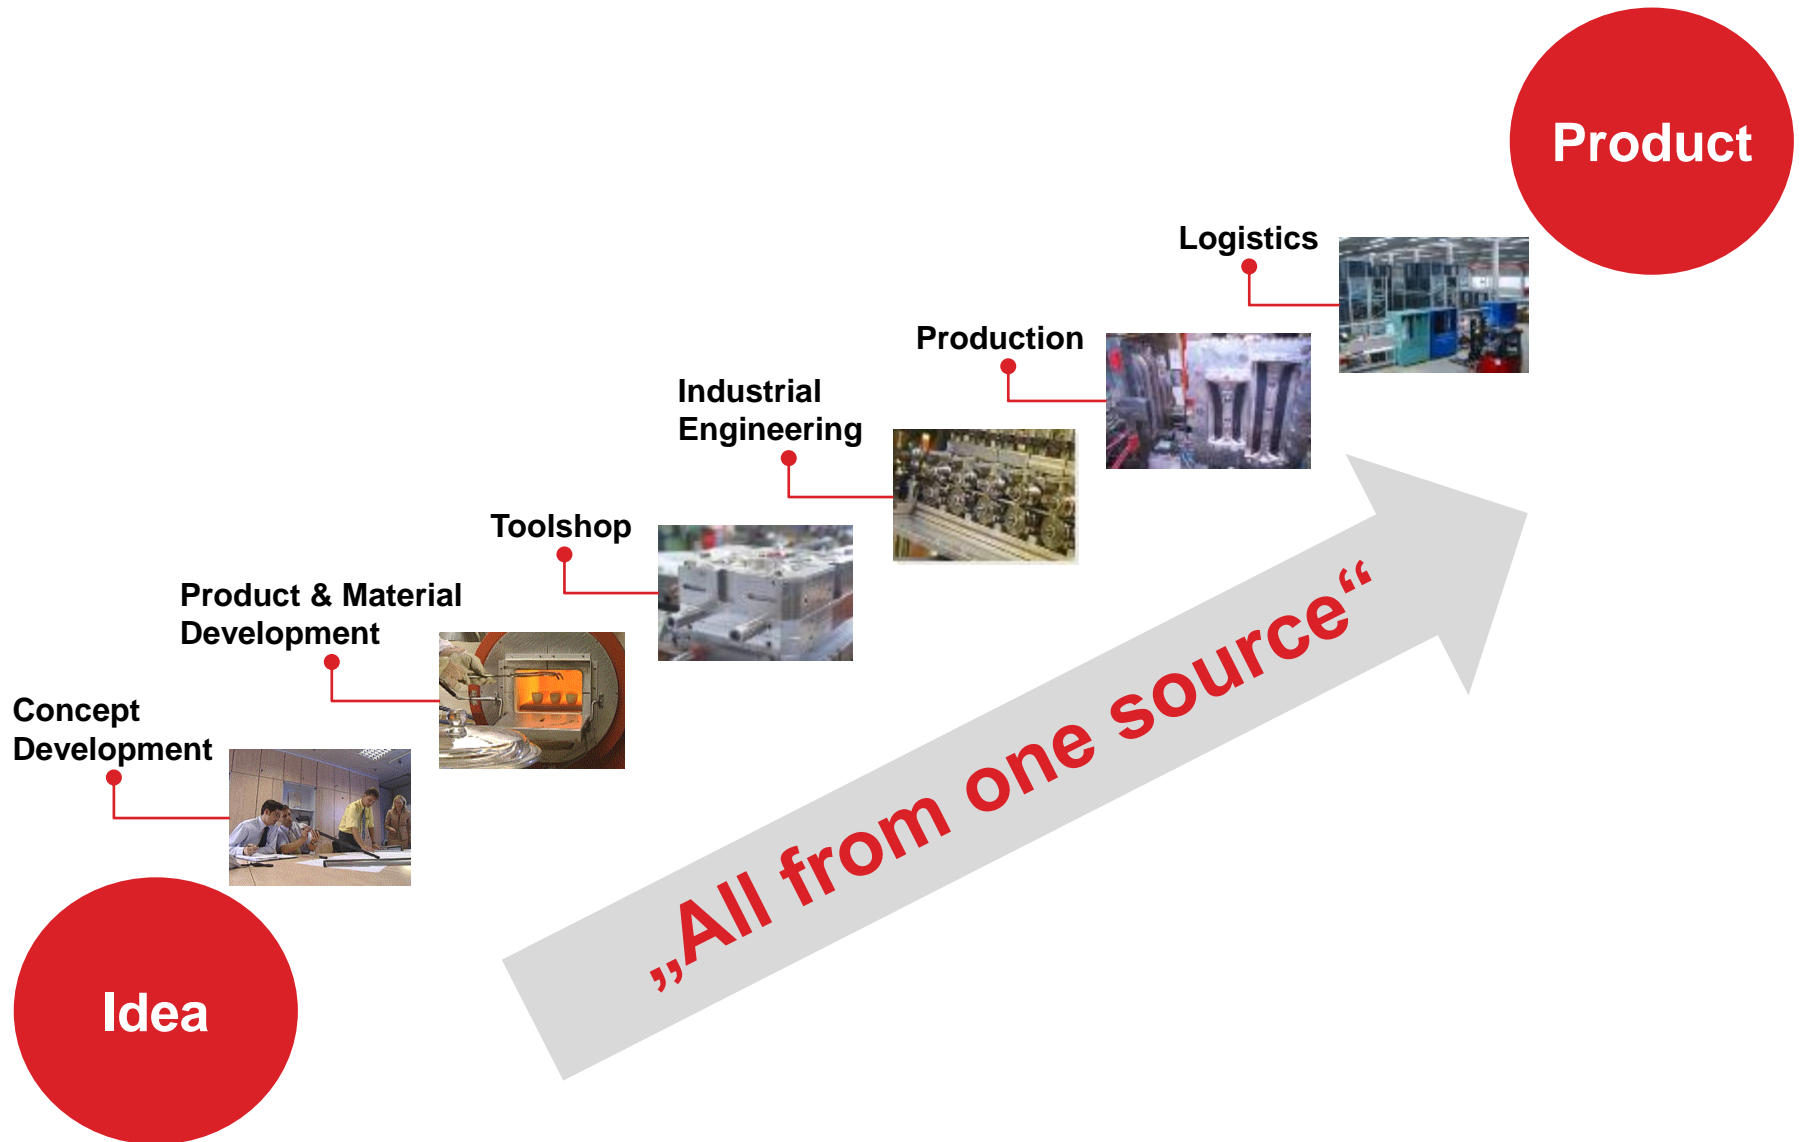 Product
Logistics
Production
Industrial
Engineering
Toolshop
Product & Material
Development
Concept
Development
„All from one source“
Idea